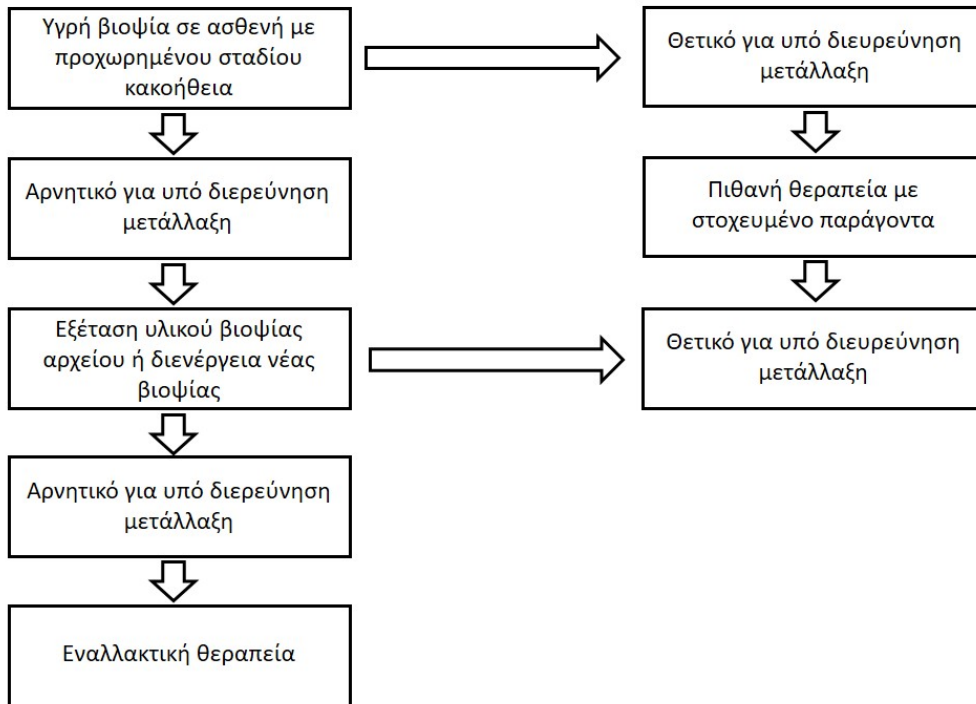 Υγρή βιοψία σε ασθενή με
προχωρημένου σταδίου
κακοήθεια
Θετικό για υπό διευρεύνηση
μετάλλαξη
Αρνητικό για υπό διερεύνηση
μετάλλαξη
Πιθανή θεραπεία με
στοχευμένο παράγοντα
Εξέταση υλικού βιοψίας
αρχείου ή διενέργεια νέας
βιοψίας
Θετικό για υπό διευρεύνηση
μετάλλαξη
Αρνητικό για υπό διερεύνηση
μετάλλαξη
Εναλλακτική θεραπεία